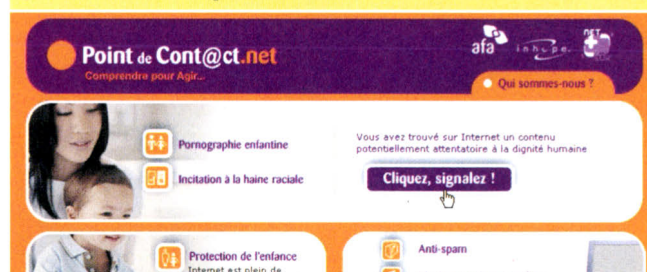 Point de Cont@ct.net
Comprendre pour Agir...
afa inhope. NET
Qui sommes-nous ?
Pornographie enfantine
Incitation à la haine raciale
Vous avez trouvé sur Internet un contenu
potentiellement attentatoire à la dignité humaine
Cliquez, signalez !
Protection de l'enfance
Internet est plein de
Anti-spam